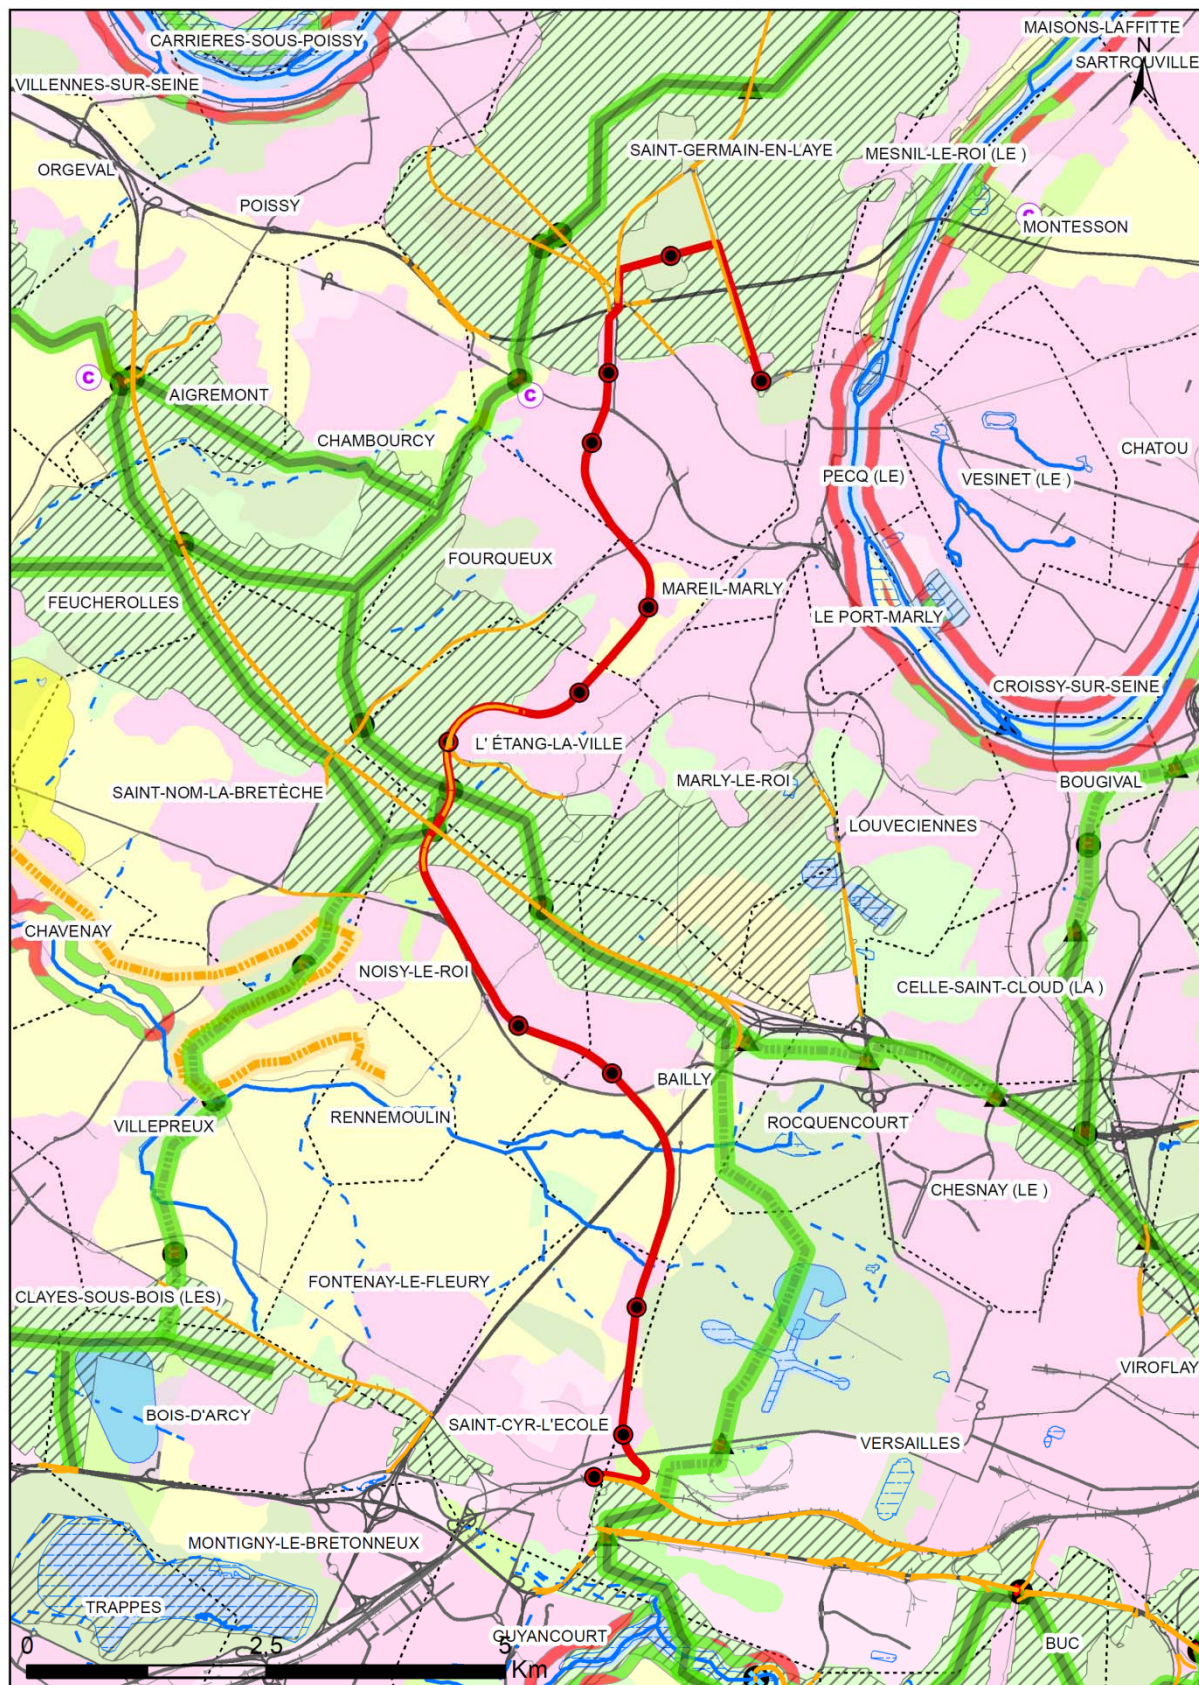 MAISONS-LAFFITTE
CARRIERES-SOUS-POISSY
N
SARTROUVILLE
VILLENNES-SUR-SEINE
SAINT-GERMAIN-EN-LAYE
MESNIL-LE-ROI (LE )
ORGEVAL
POISSY
C
MONTESSON
C
AIGREMONT
C
CHAMBOURCY
CHATOU
PECQ (LE)
VESINET (LE )
FOURQUEUX
MAREIL-MARLY
FEUCHEROLLES
LE PORT-MARLY
CROISSY-SUR-SEINE
L' ÉTANG-LA-VILLE
MARLY-LE-ROI
BOUGIVAL
SAINT-NOM-LA-BRETÈCHE
LOUVECIENNES
CHAVENAY
NOISY-LE-ROI
CELLE-SAINT-CLOUD (LA )
BAILLY
VILLEPREUX
RENNEMOULIN
ROCQUENCOURT
CHESNAY (LE )
FONTENAY-LE-FLEURY
CLAYES-SOUS-BOIS (LES)
VIROFLAY
BOIS-D'ARCY
SAINT-CYR-L'ECOLE
VERSAILLES
MONTIGNY-LE-BRETONNEUX
TRAPPES
GUYANCOURT
BUC
0 2,5 5
Km